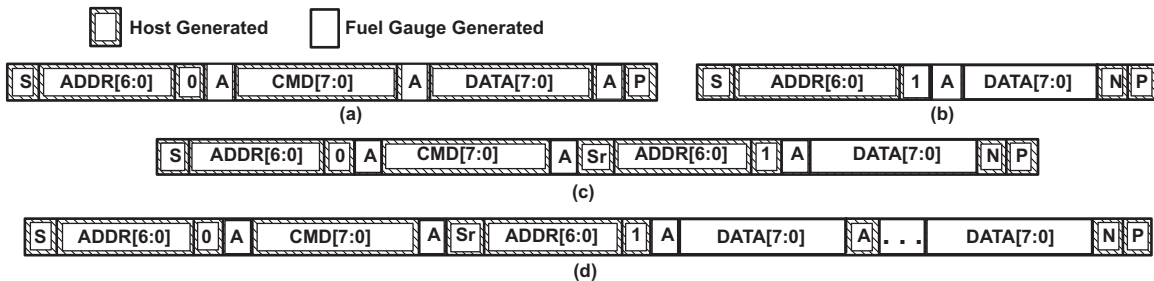 Host Generated Fuel Gauge Generated
S ADDR[6:0] 0 A CMD[7:0] A DATA[7:0] A P S ADDR[6:0] 1 A DATA[7:0] N P
(a) (b)
S ADDR[6:0] 0 A CMD[7:0] A Sr ADDR[6:0] 1 A DATA[7:0] N P
(c)
S ADDR[6:0] 0 A CMD[7:0] A Sr ADDR[6:0] 1 A DATA[7:0] A ... DATA[7:0] N P
(d)